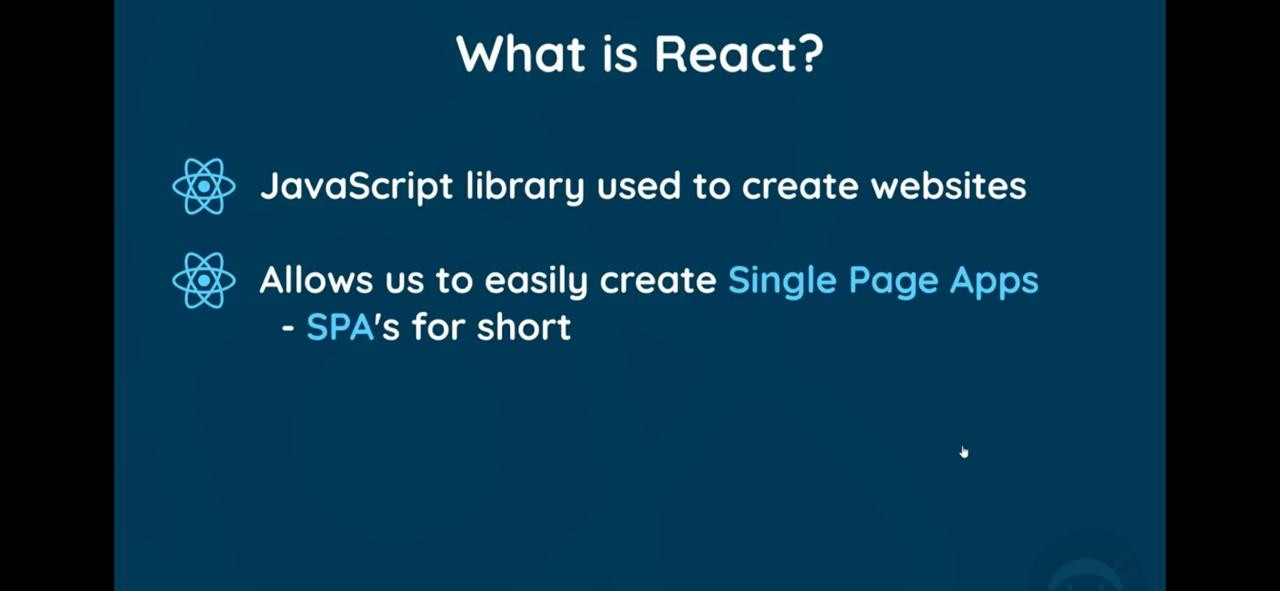 What is React?
JavaScript library used to create websites
Allows us to easily create Single Page Apps
- SPA's for short